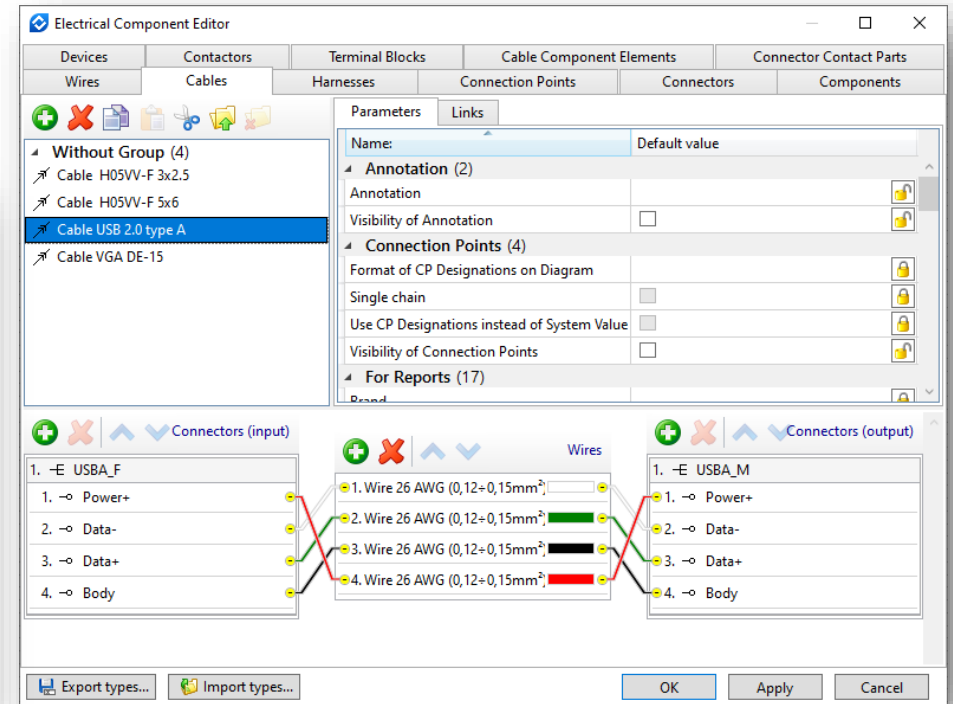 Electrical Component Editor
Devices Contactors Terminal Blocks Cable Component Elements Connector Contact Parts
Wires Cables Harnesses Connection Points Connectors Components
Parameters Links
Name: Default value
Without Group (4)
Cable H05VV-F 3x2.5
Cable H05VV-F 5x6
Cable USB 2.0 type A
Cable VGA DE-15
Annotation (2)
Annotation
Visibility of Annotation
Connection Points (4)
Format of CP Designations on Diagram
Single chain
Use CP Designations instead of System Value
Visibility of Connection Points
For Reports (17)
Brand
Connectors (input)
1. USBA_F
1. Power+
2. Data-
3. Data+
4. Body
Wires
1. Wire 26 AWG (0,12÷0,15mm²)
2. Wire 26 AWG (0,12÷0,15mm²)
3. Wire 26 AWG (0,12÷0,15mm²)
4. Wire 26 AWG (0,12÷0,15mm²)
Connectors (output)
1. USBA_M
1. Power+
2. Data-
3. Data+
4. Body
Export types... Import types... OK Apply Cancel